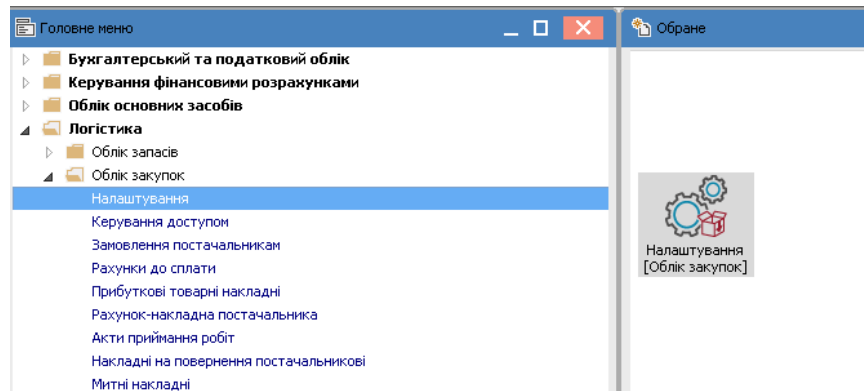 Головне меню
Бухгалтерський та податковий облік
Керування фінансовими розрахунками
Облік основних засобів
Логістика
Облік запасів
Облік закупок
Налаштування
Керування доступом
Замовлення постачальникам
Рахунки до сплати
Прибуткові товарні накладні
Рахунок-накладна постачальника
Акти приймання робіт
Накладні на повернення постачальникові
Митні накладні
Обране
Налаштування
[Облік закупок]